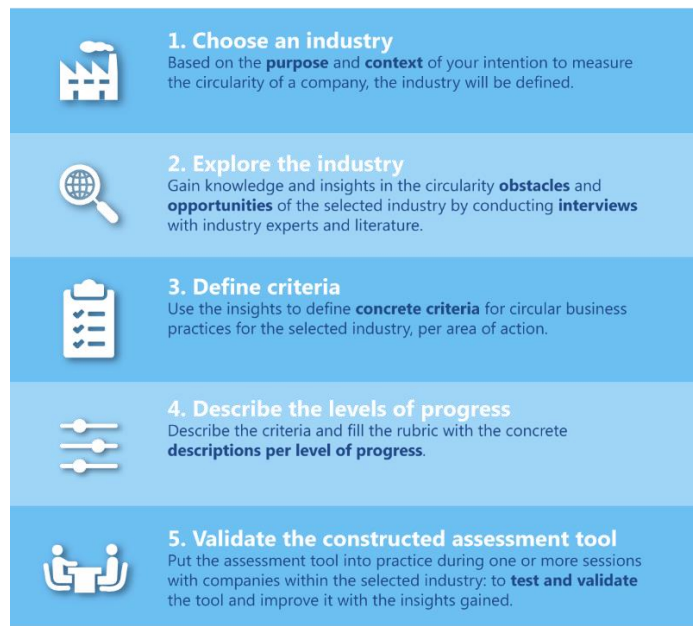 1. Choose an industry
Based on the purpose and context of your intention to measure
the circularity of a company, the industry will be defined.
2. Explore the industry
Gain knowledge and insights in the circularity obstacles and
opportunities of the selected industry by conducting interviews
with industry experts and literature.
3. Define criteria
Use the insights to define concrete criteria for circular business
practices for the selected industry, per area of action.
4. Describe the levels of progress
Describe the criteria and fill the rubric with the concrete
descriptions per level of progress.
5. Validate the constructed assessment tool
Put the assessment tool into practice during one or more sessions
with companies within the selected industry: to test and validate
the tool and improve it with the insights gained.